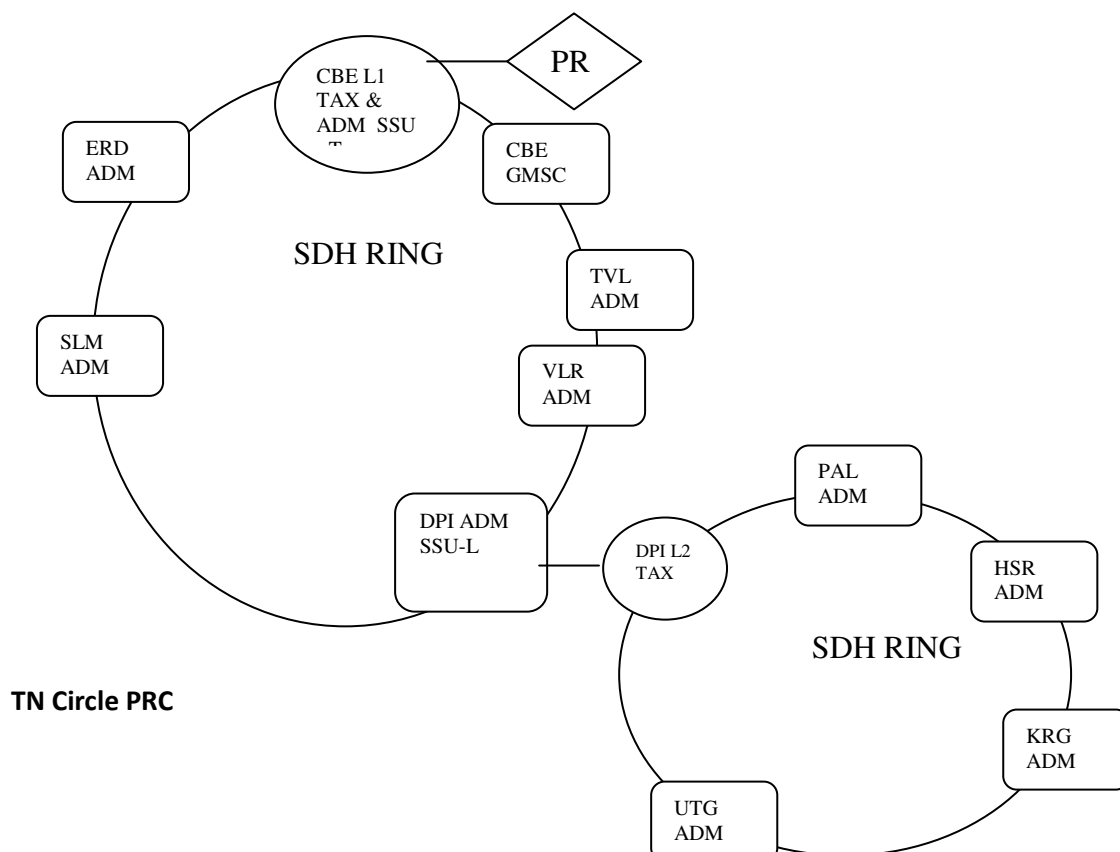 PR
CBE L1
TAX &
ADM SSU
ERD
ADM
CBE
GMSC
SDH RING
TVL
ADM
SLM
ADM
VLR
ADM
PAL
ADM
DPI ADM
SSU-L
DPI L2
TAX
HSR
ADM
SDH RING
TN Circle PRC
KRG
ADM
UTG
ADM